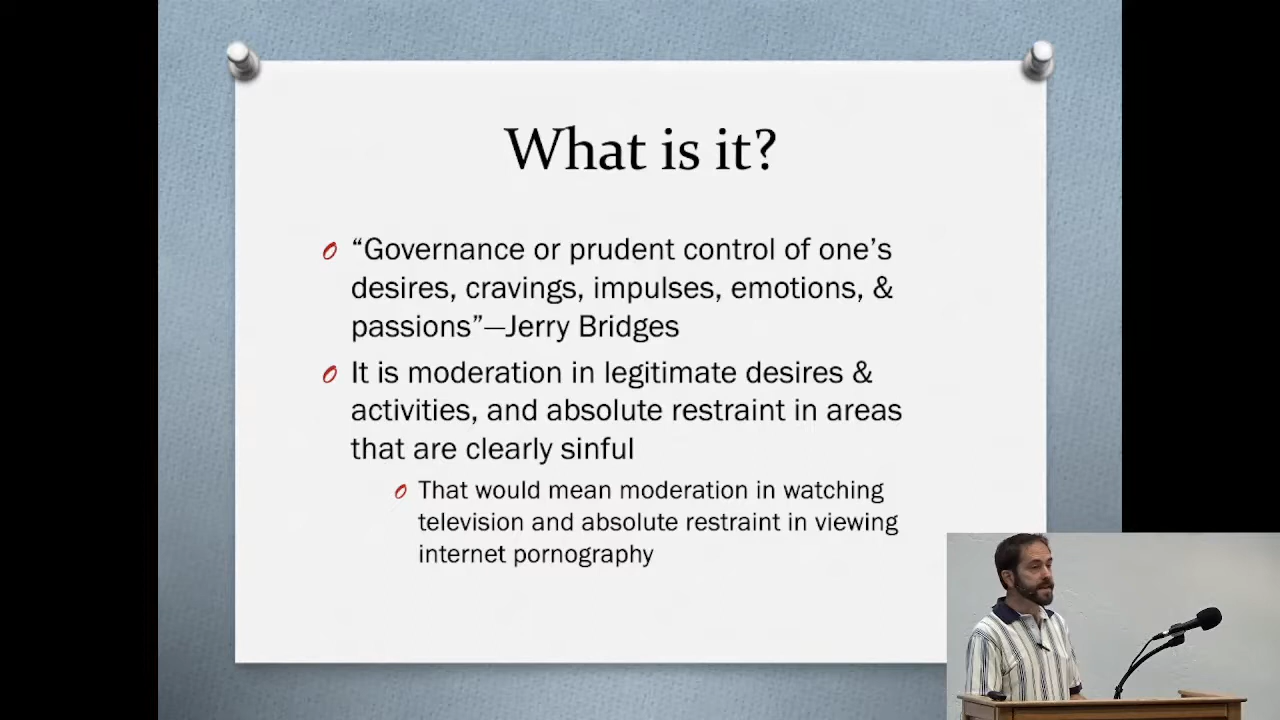 What is it?
“Governance or prudent control of one’s
desires, cravings, impulses, emotions, &
passions”—Jerry Bridges
It is moderation in legitimate desires &
activities, and absolute restraint in areas
that are clearly sinful
That would mean moderation in watching
television and absolute restraint in viewing
internet pornography